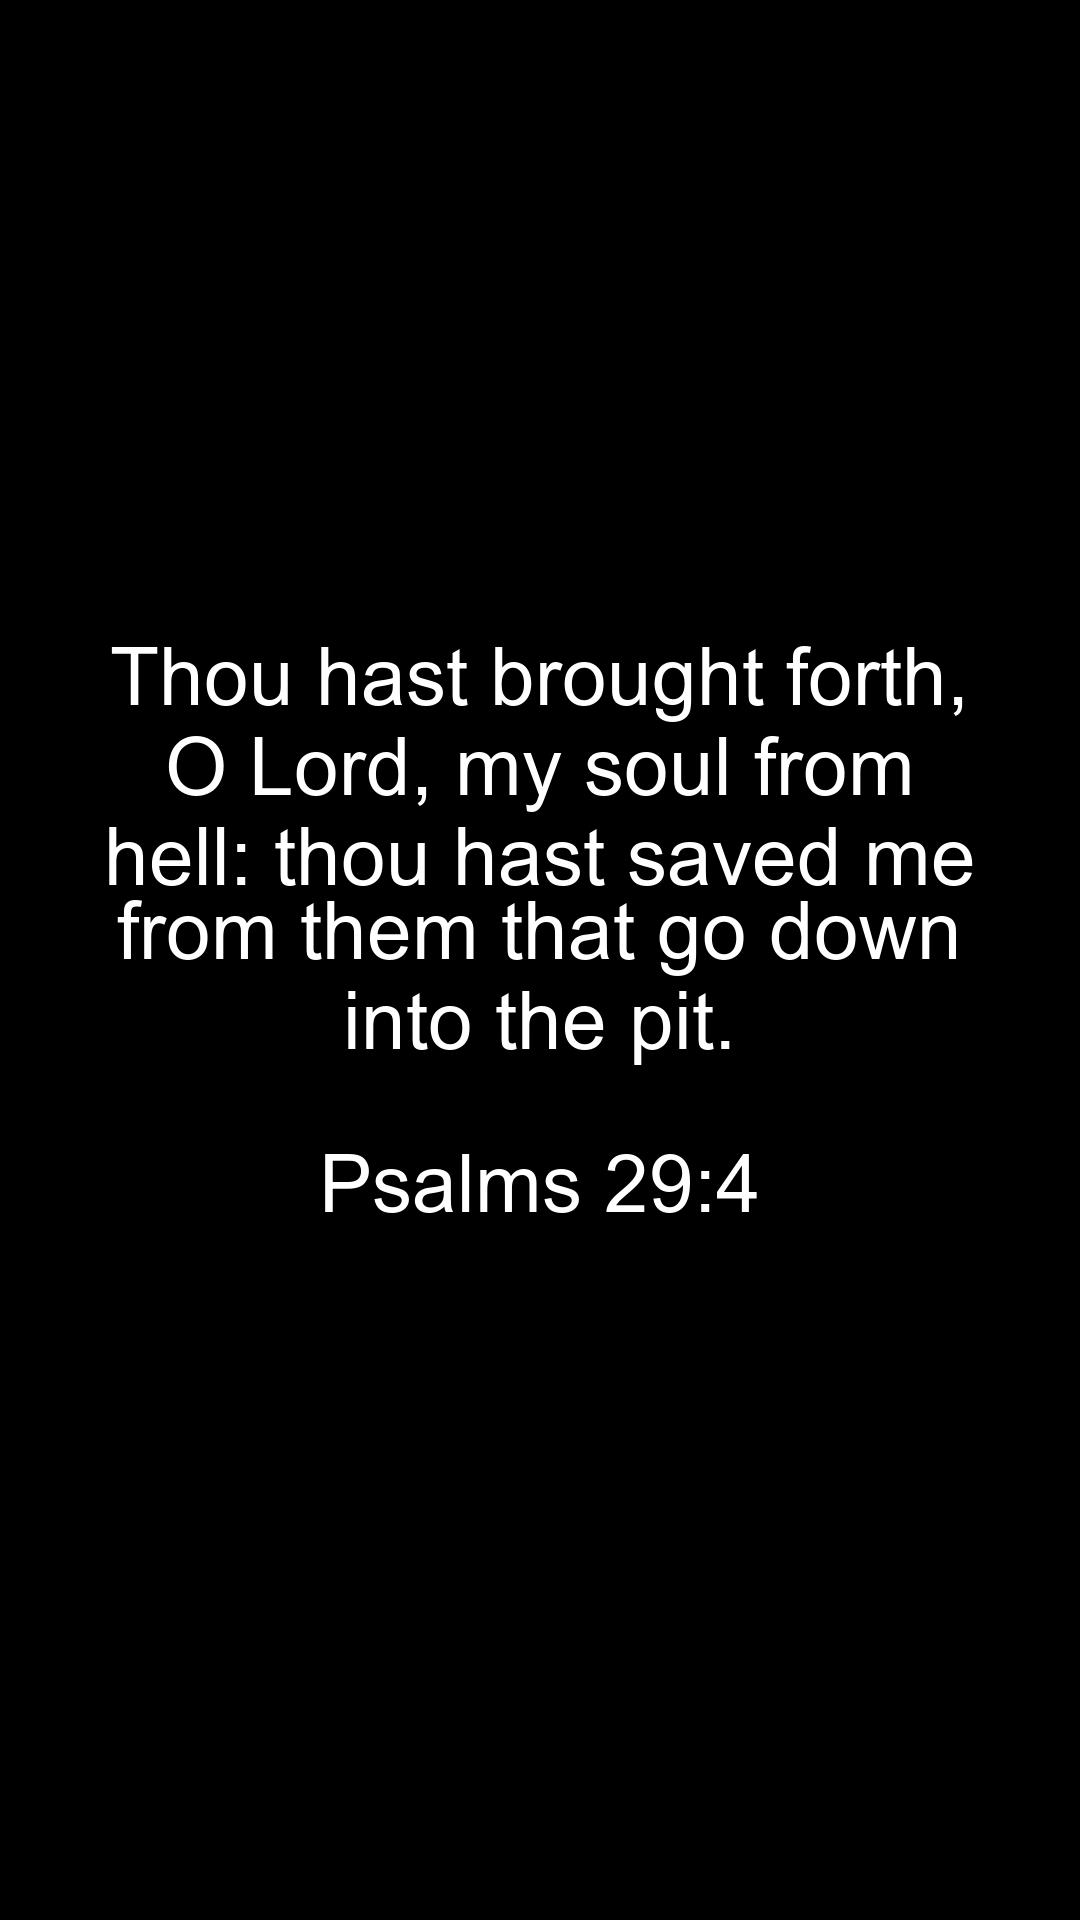 Thou hast brought forth,
O Lord, my soul from
hell: thou hast saved me
from them that go down
into the pit.
Psalms 29:4